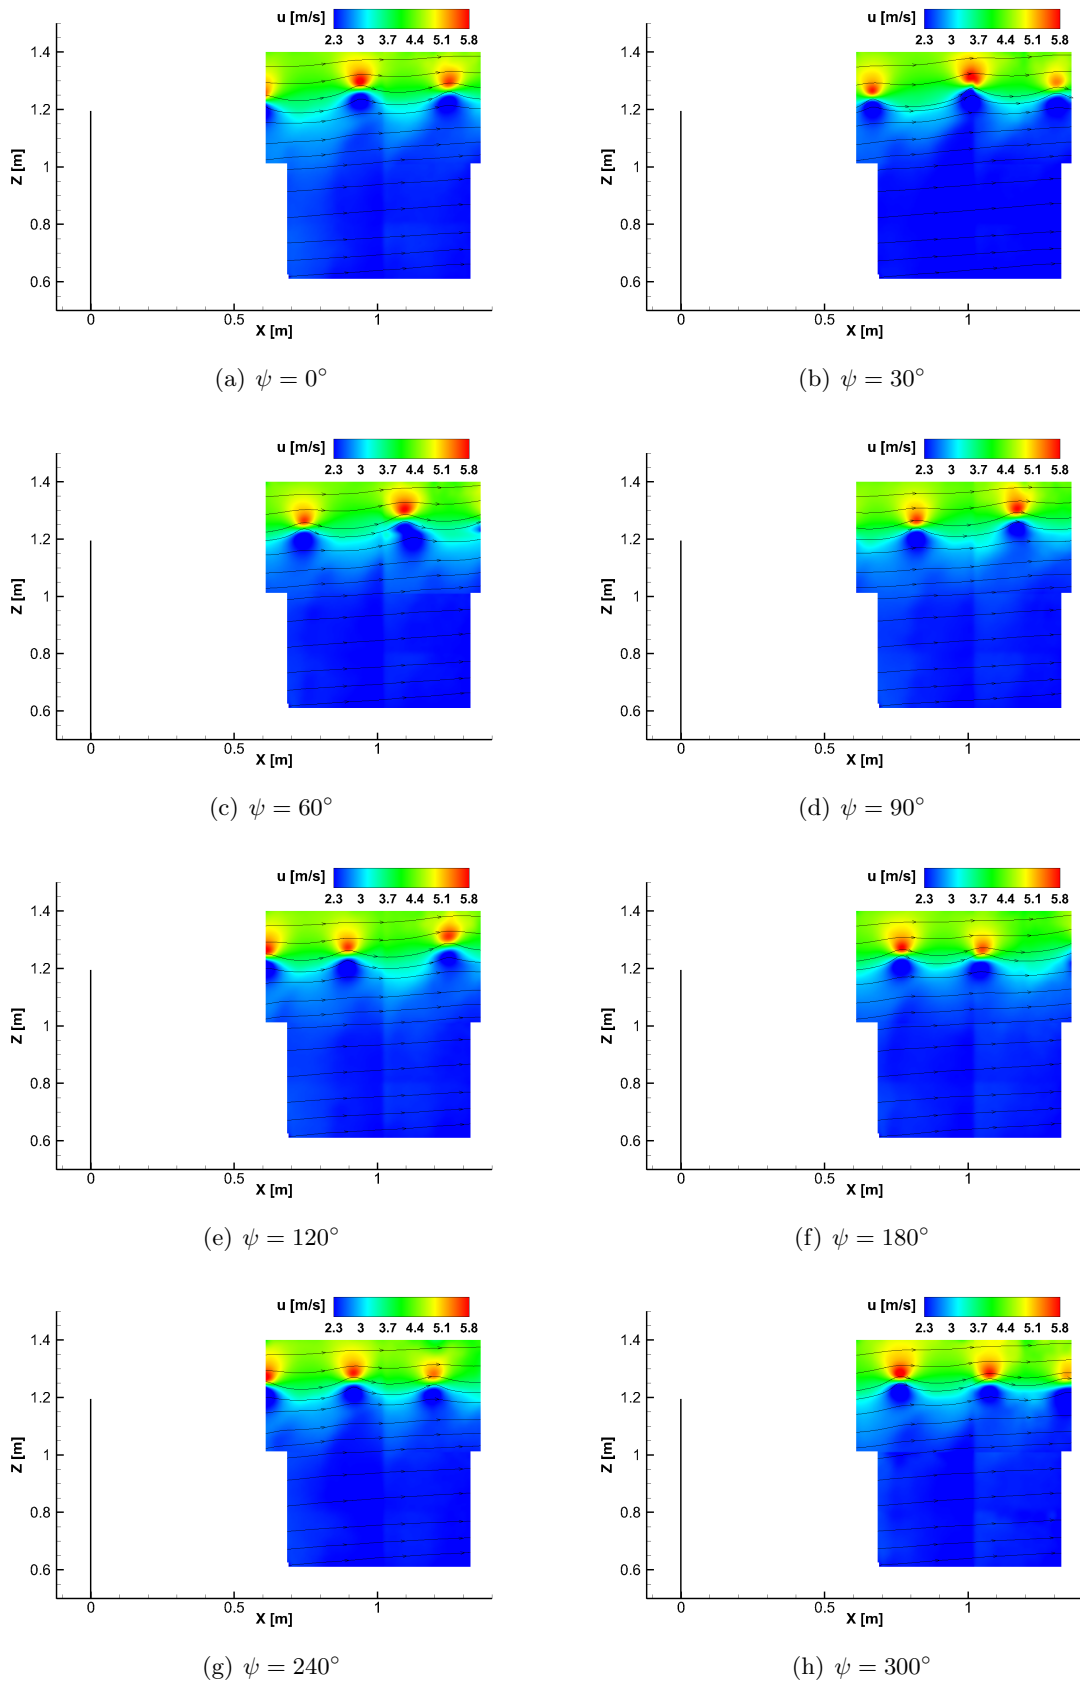 u [m/s]
2.3 3 3.7 4.4 5.1 5.8
1.4
1.2
1
0.8
0.6
Z [m]
0 0.5 1
X [m]
(a) ψ = 0°
u [m/s]
2.3 3 3.7 4.4 5.1 5.8
1.4
1.2
1
0.8
0.6
Z [m]
0 0.5 1
X [m]
(b) ψ = 30°
u [m/s]
2.3 3 3.7 4.4 5.1 5.8
1.4
1.2
1
0.8
0.6
Z [m]
0 0.5 1
X [m]
(c) ψ = 60°
u [m/s]
2.3 3 3.7 4.4 5.1 5.8
1.4
1.2
1
0.8
0.6
Z [m]
0 0.5 1
X [m]
(d) ψ = 90°
u [m/s]
2.3 3 3.7 4.4 5.1 5.8
1.4
1.2
1
0.8
0.6
Z [m]
0 0.5 1
X [m]
(e) ψ = 120°
u [m/s]
2.3 3 3.7 4.4 5.1 5.8
1.4
1.2
1
0.8
0.6
Z [m]
0 0.5 1
X [m]
(f) ψ = 180°
u [m/s]
2.3 3 3.7 4.4 5.1 5.8
1.4
1.2
1
0.8
0.6
Z [m]
0 0.5 1
X [m]
(g) ψ = 240°
u [m/s]
2.3 3 3.7 4.4 5.1 5.8
1.4
1.2
1
0.8
0.6
Z [m]
0 0.5 1
X [m]
(h) ψ = 300°